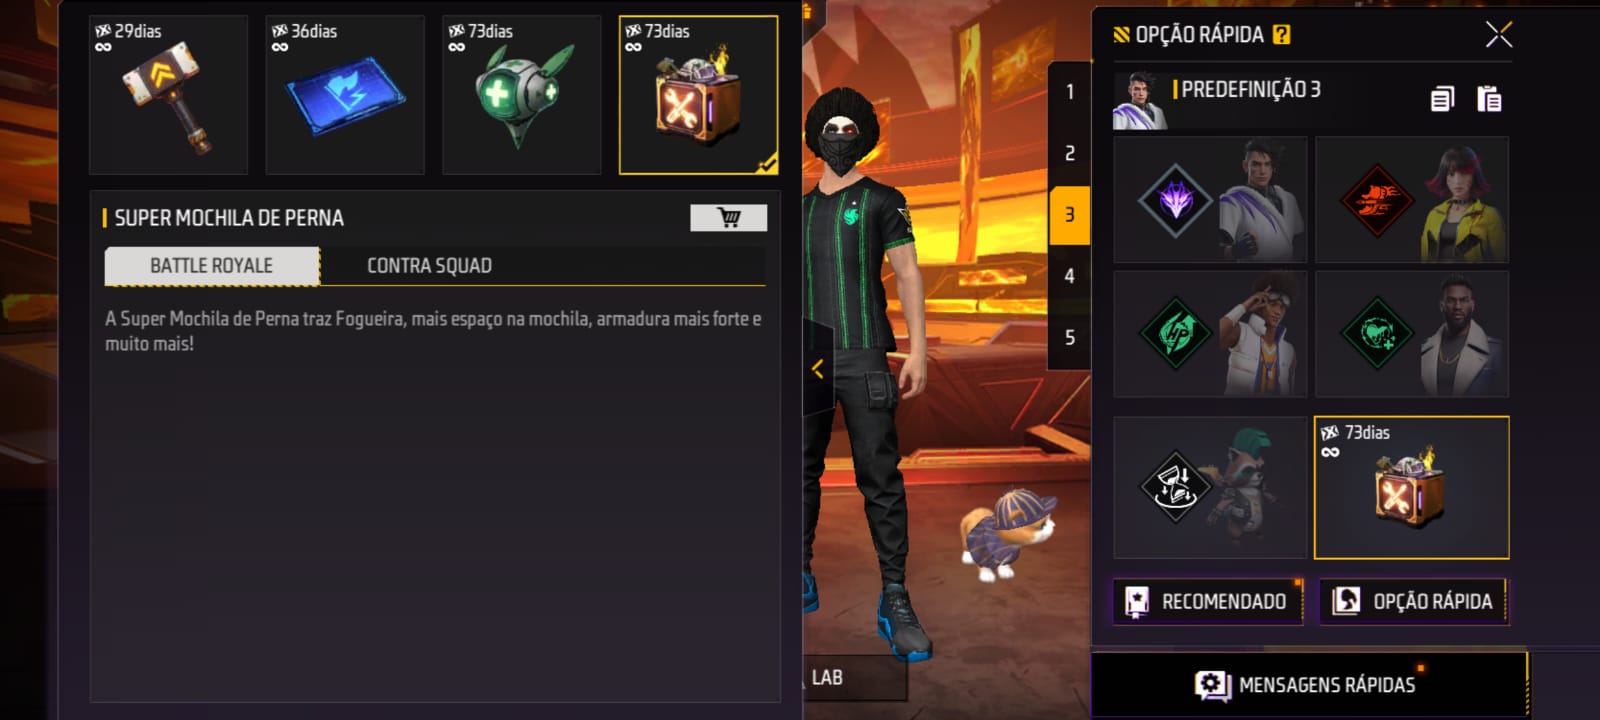 29dias
∞
36dias
∞
73dias
∞
73dias
∞
SUPER MOCHILA DE PERNA
BATTLE ROYALE
CONTRA SQUAD
A Super Mochila de Perna traz Fogueira, mais espaço na mochila, armadura mais forte e
muito mais!
LAB
1
2
3
4
5
OPÇÃO RÁPIDA ?
PREDEFINIÇÃO 3
HP
73dias
∞
RECOMENDADO
OPÇÃO RÁPIDA
MENSAGENS RÁPIDAS